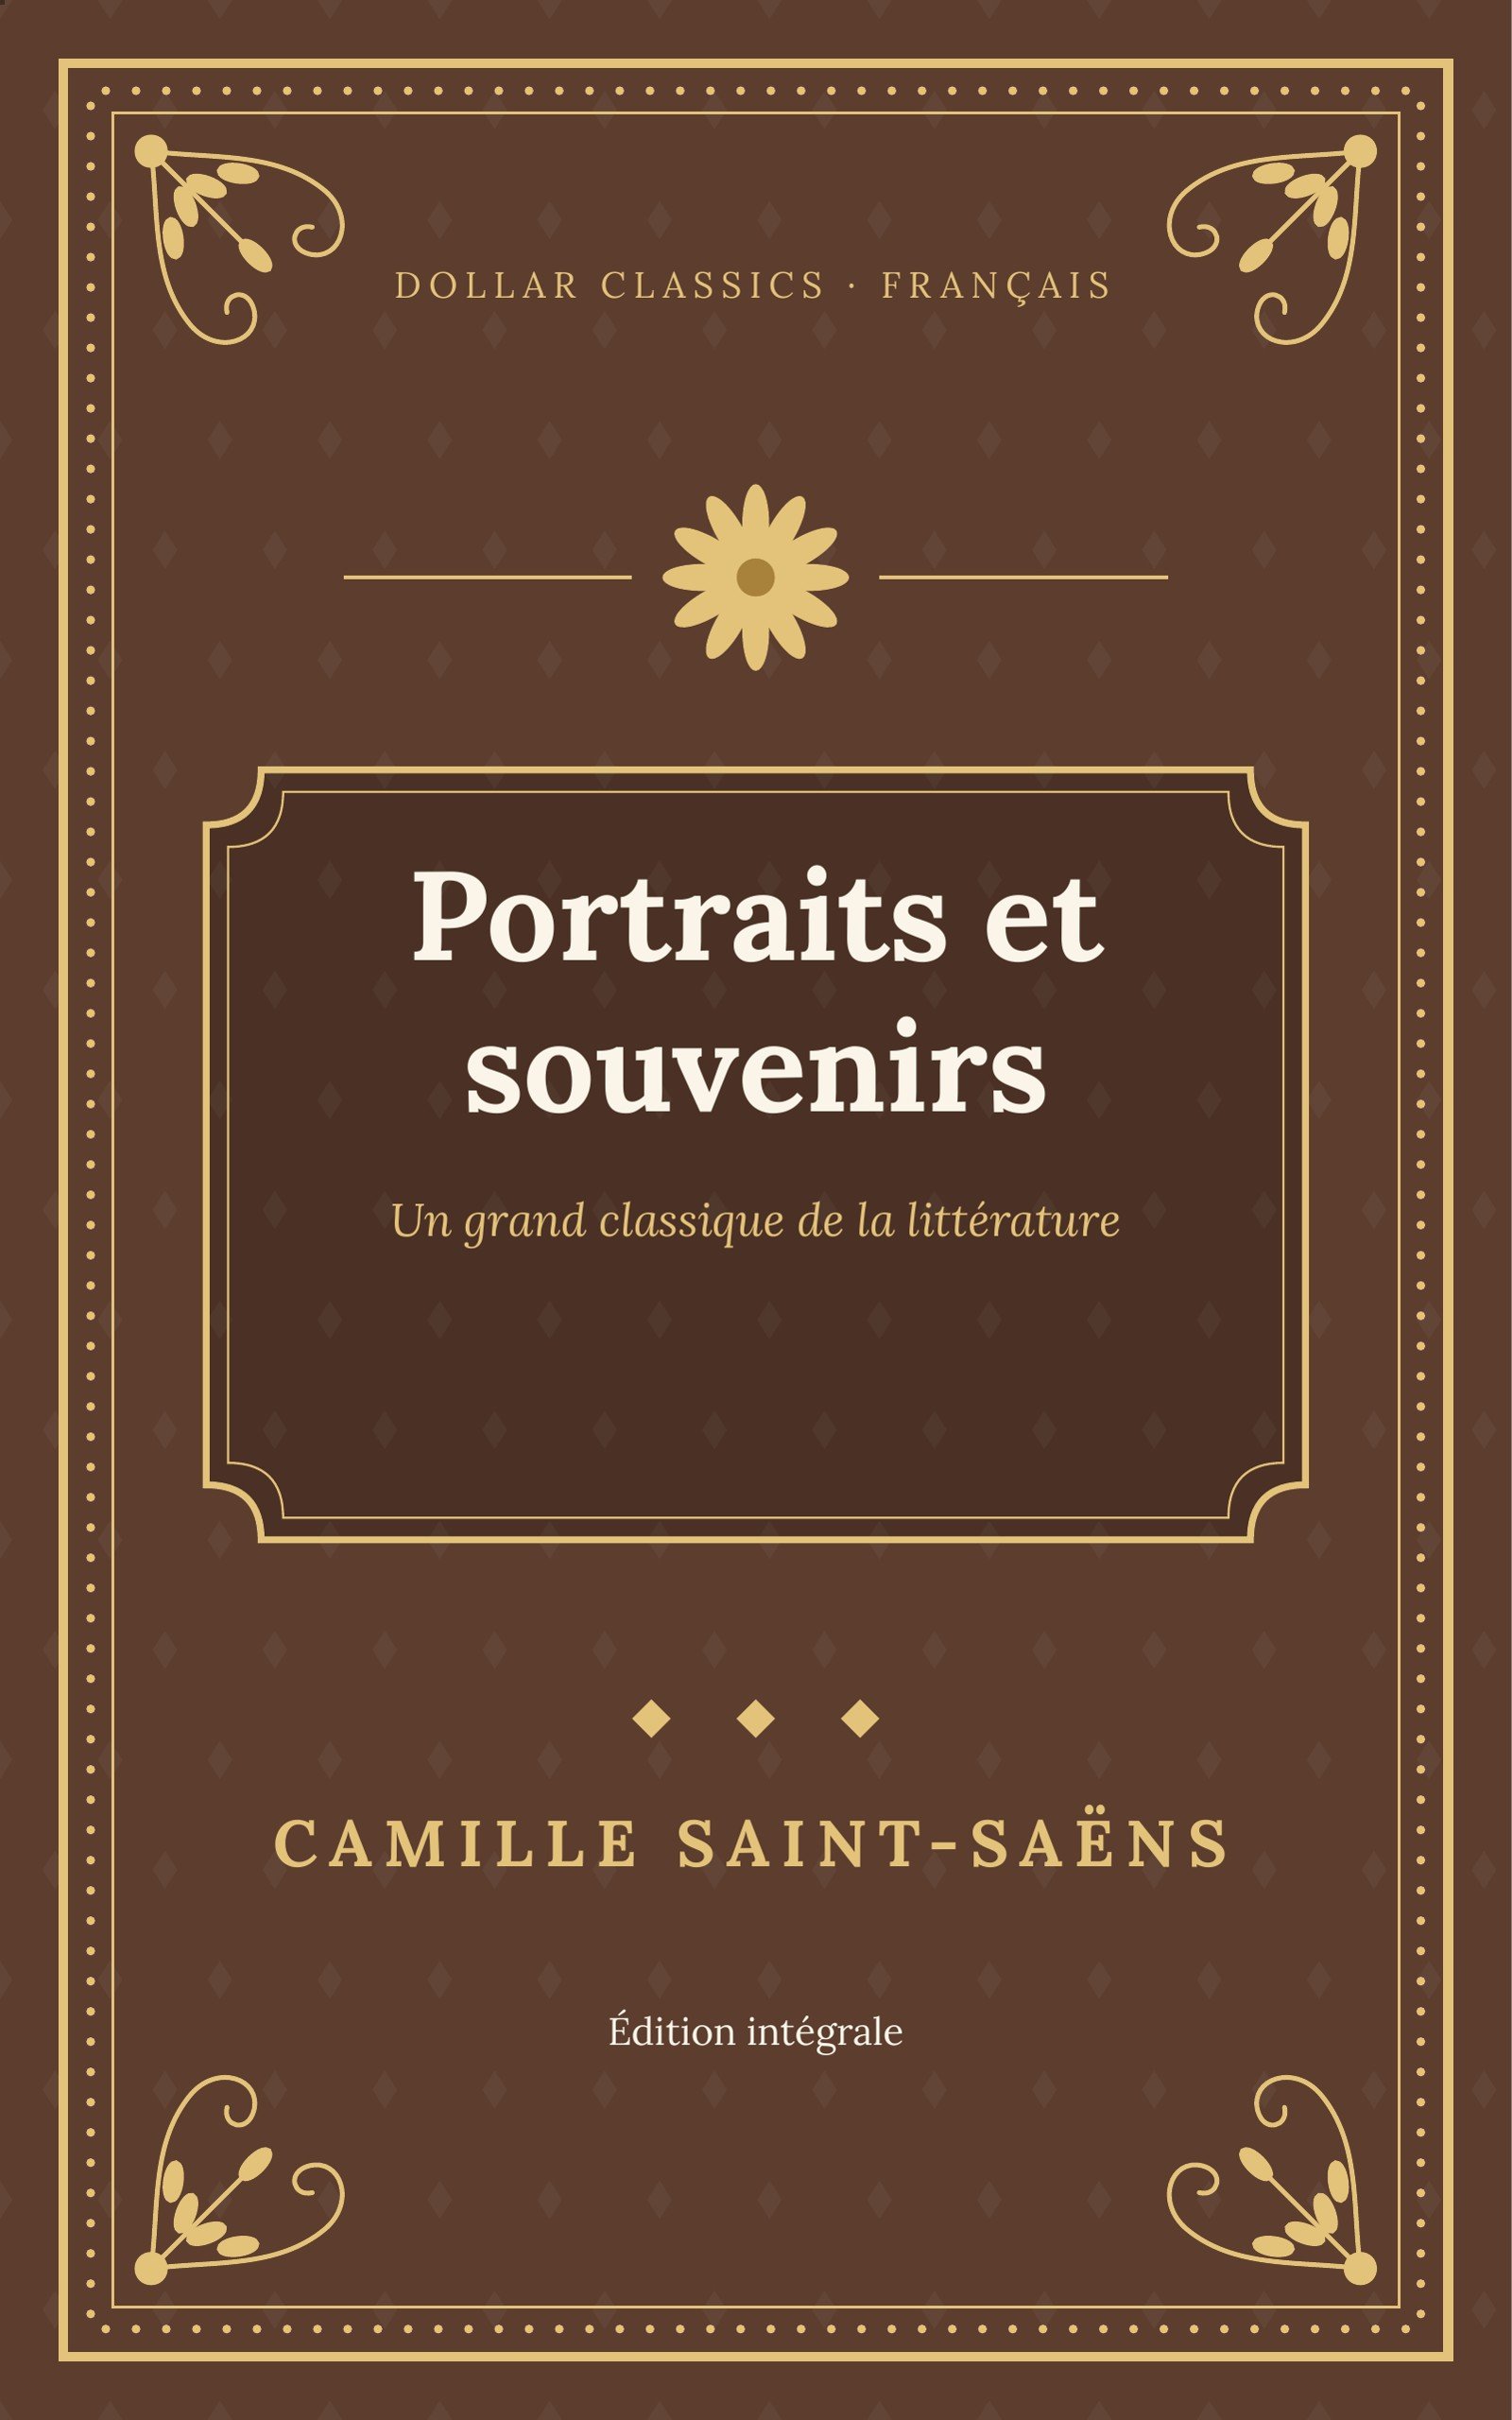 DOLLAR CLASSICS · FRANÇAIS
Portraits et
souvenirs
Un grand classique de la littérature
CAMILLE SAINT-SAËNS
Édition intégrale